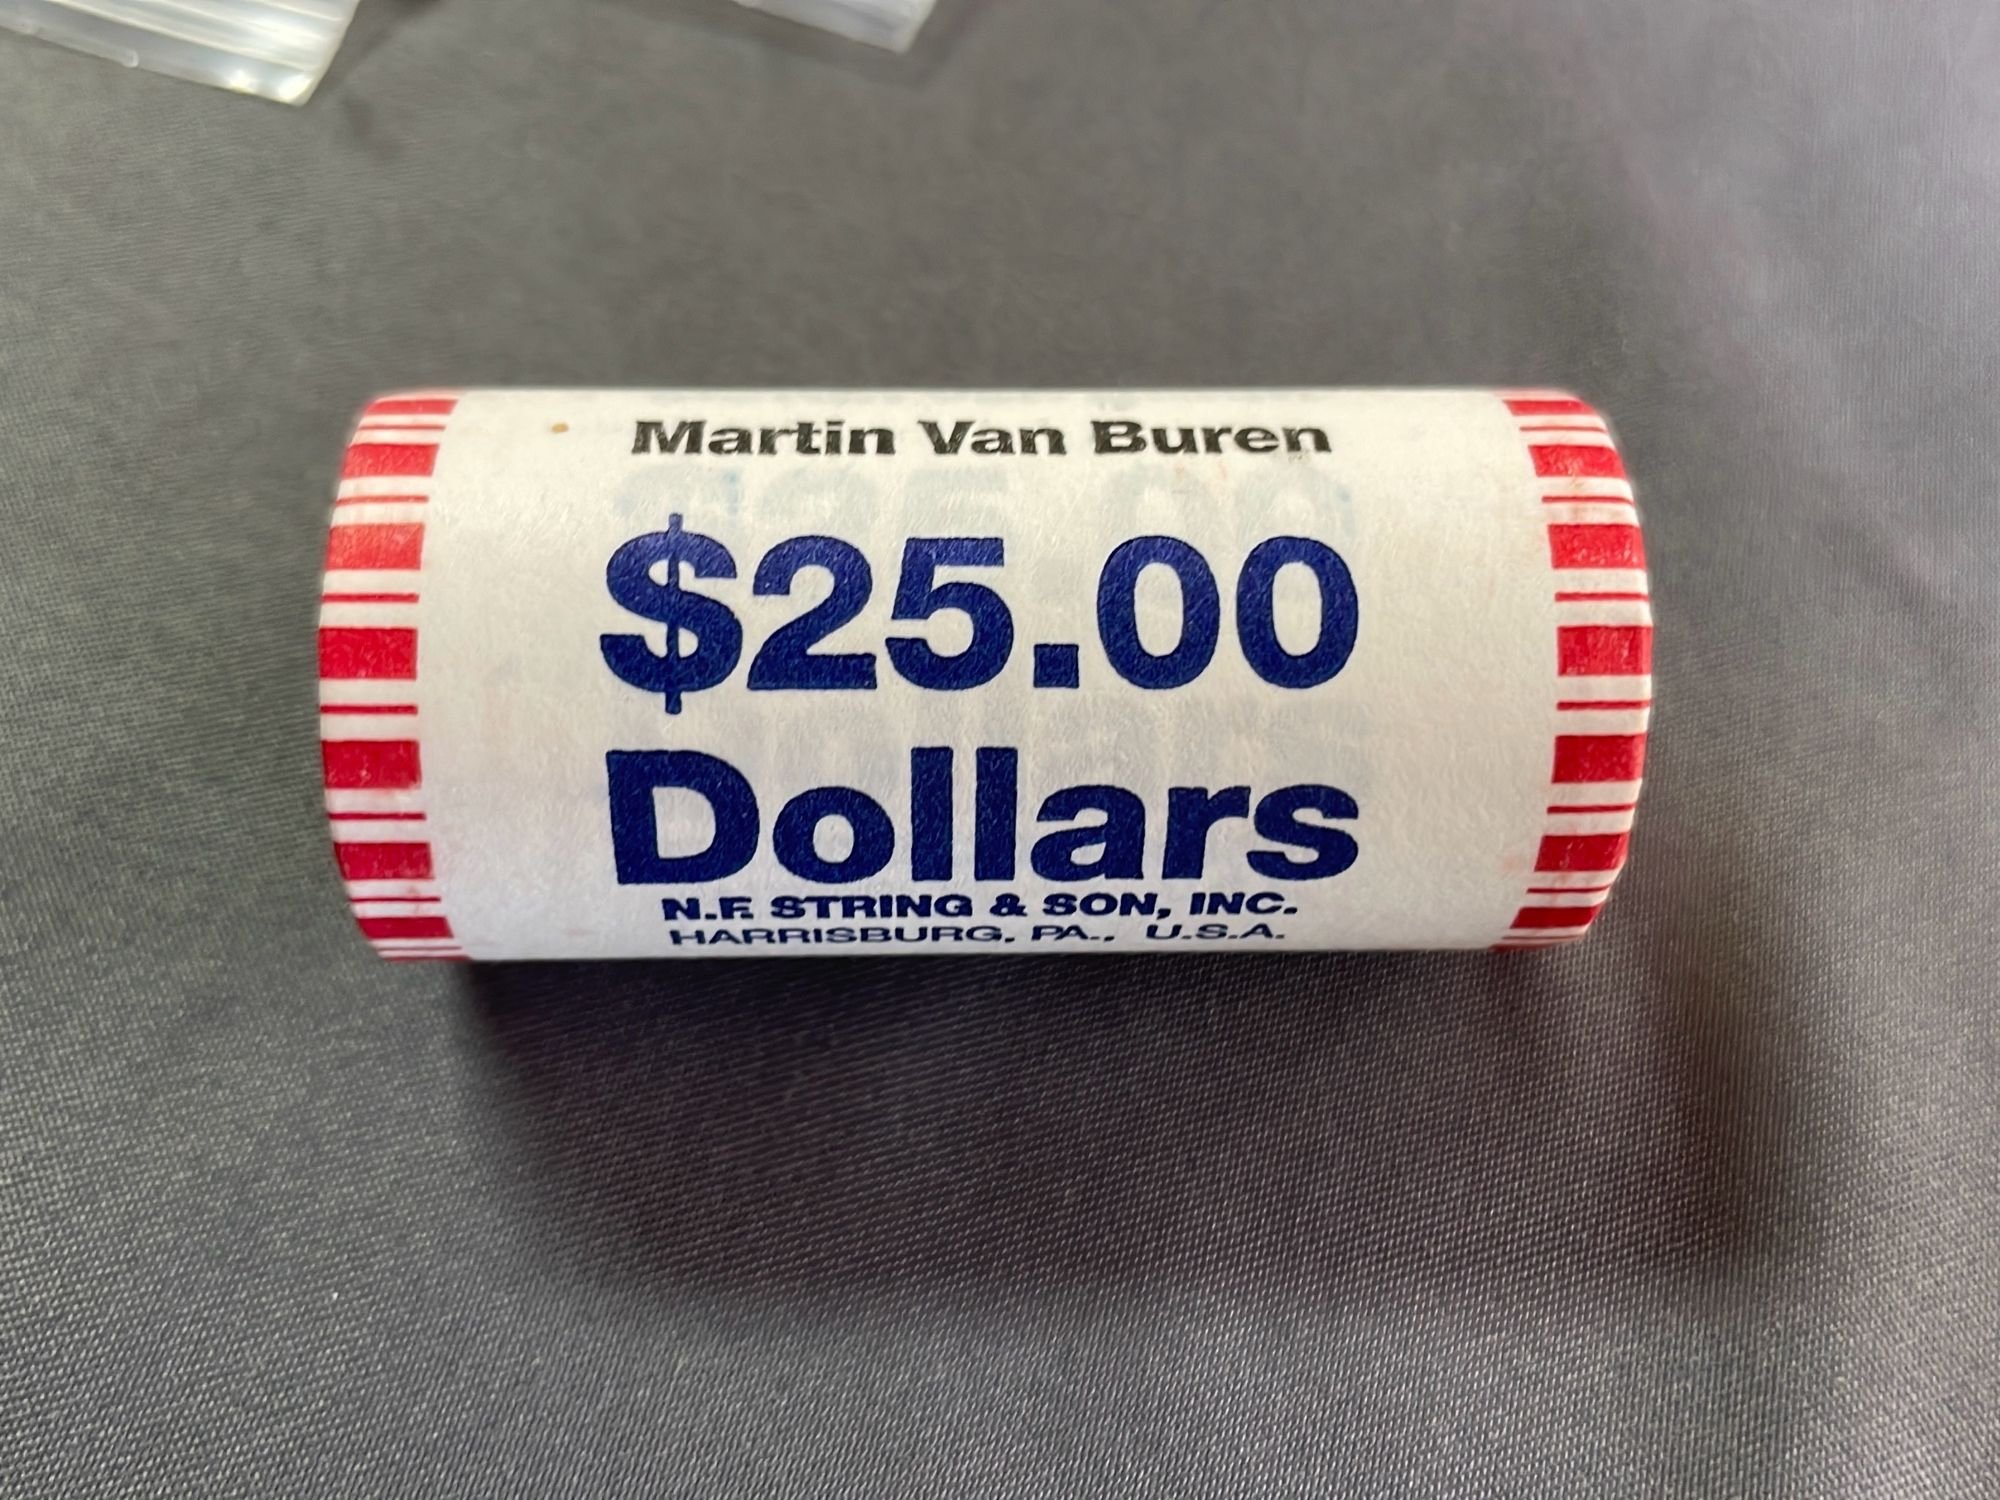 Martin Van Buren
$25.00
Dollars
N.F. STRING & SON, INC.
HARRISBURG, PA., U.S.A.